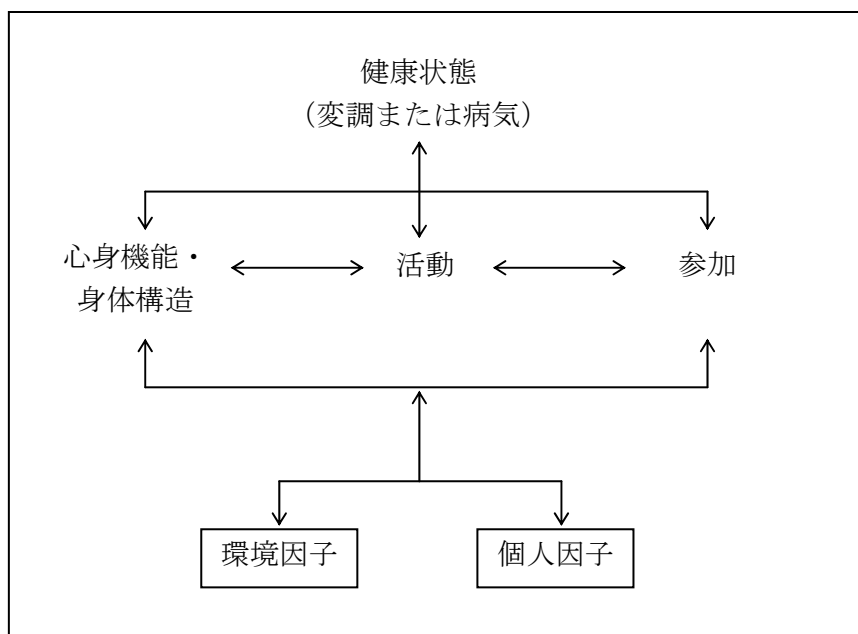 健康状態
（変調または病気）
心身機能・
身体構造
活動
参加
環境因子
個人因子